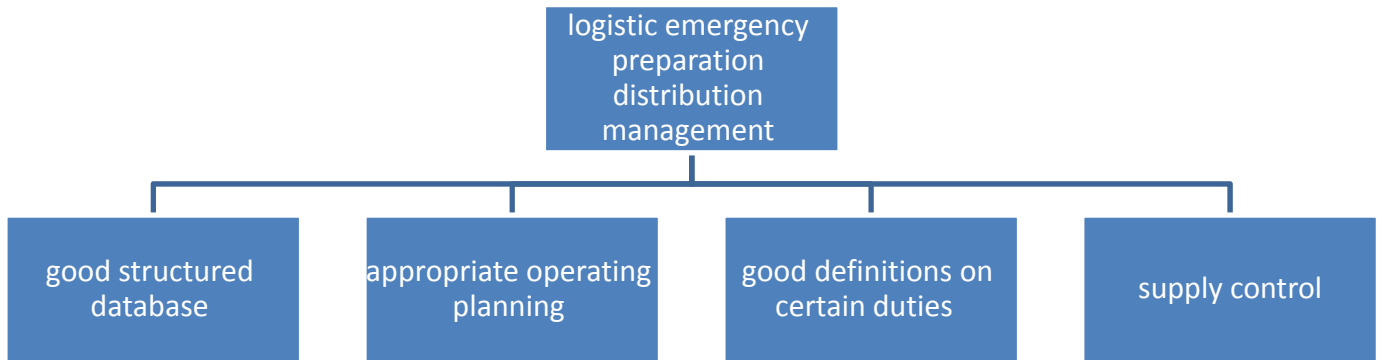 logistic emergency
preparation
distribution
management
good structured
database
appropriate operating
planning
good definitions on
certain duties
supply control